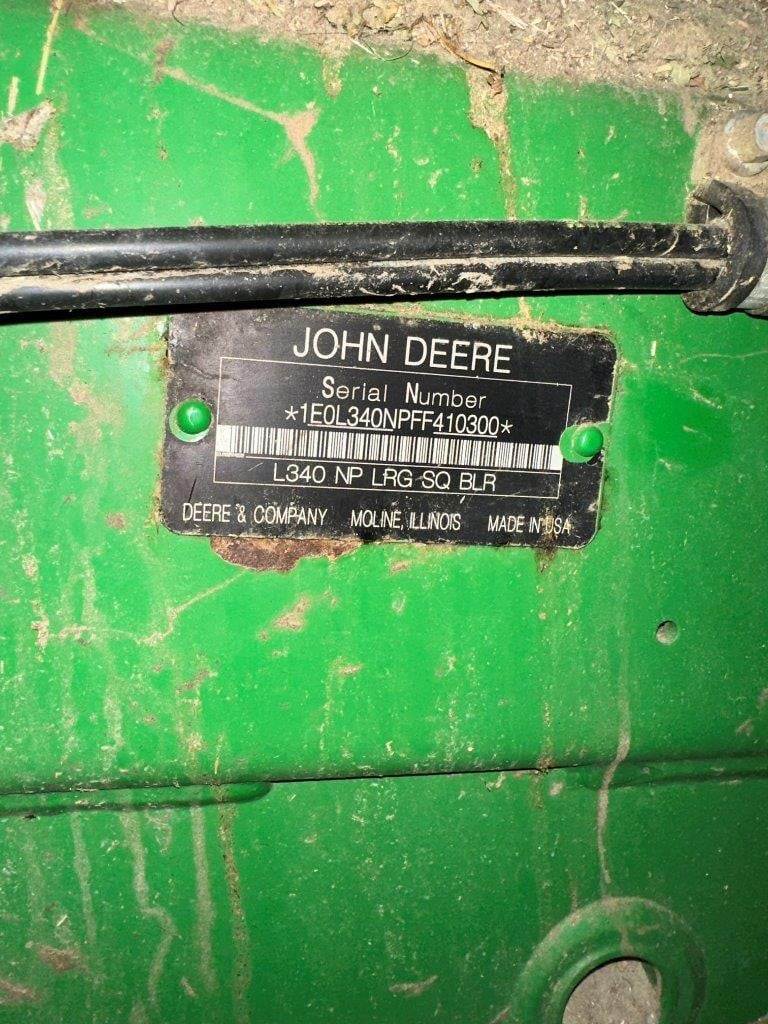 JOHN DEERE
Serial Number
*1E0L340NPFF410300*
L340 NP LRG SQ BLR
DEERE & COMPANY MOLINE, ILLINOIS MADE IN USA